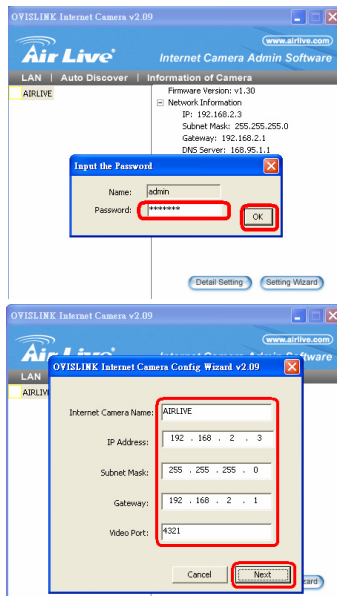 OVISLINK Internet Camera v2.09
www.airlive.com
Air Live®
Internet Camera Admin Software
LAN | Auto Discover | Information of Camera
AIRLIVE
Firmware Version: v1.30
Network Information
IP: 192.168.2.3
Subnet Mask: 255.255.255.0
Gateway: 192.168.2.1
DNS Server: 168.95.1.1
Input the Password
Name: admin
Password: *******
OK
Detail Setting Setting Wizard
OVISLINK Internet Camera v2.09
www.airlive.com
OVISLINK Internet Camera Config Wizard v2.09
LAN
Internet Camera Name: AIRLIVE
IP Address: 192 . 168 . 2 . 3
Subnet Mask: 255 . 255 . 255 . 0
Gateway: 192 . 168 . 2 . 1
Video Port: 4321
Cancel Next